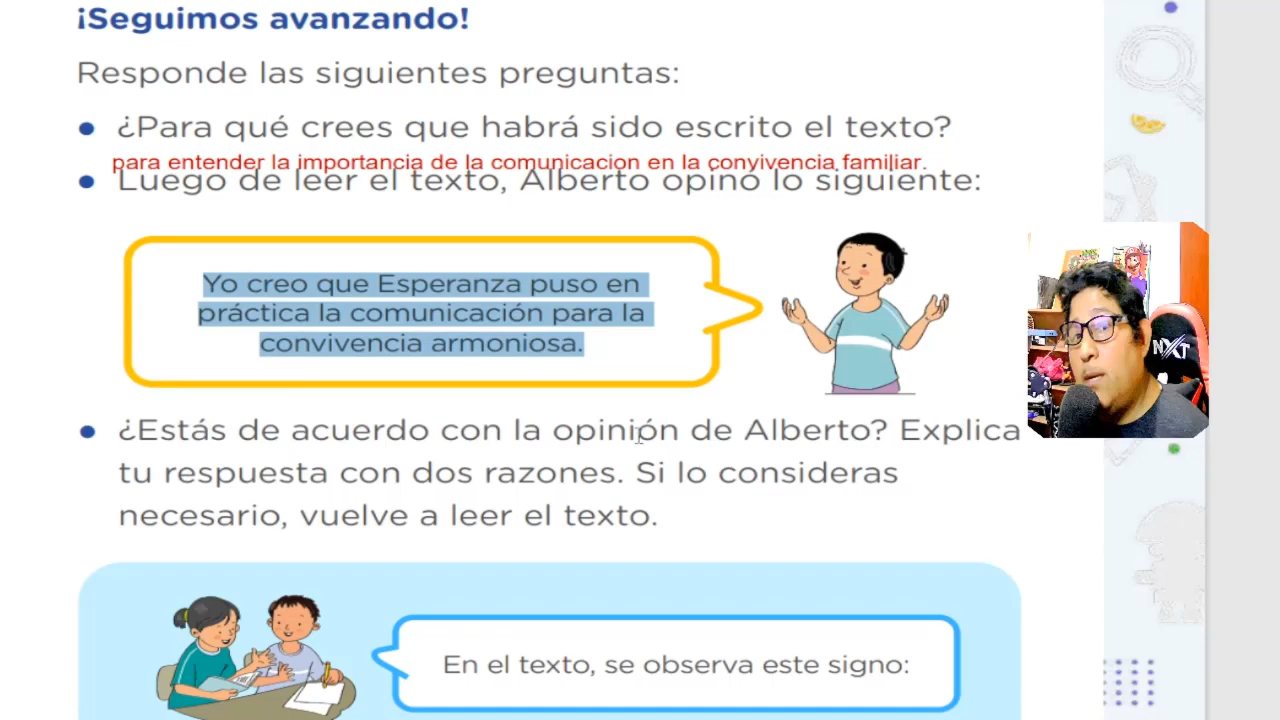 ¡Seguimos avanzando!
Responde las siguientes preguntas:
¿Para qué crees que habrá sido escrito el texto?
para entender la importancia de la comunicacion en la conyivencia familiar.
Luego de leer el texto, Alberto opinó lo siguiente:
Yo creo que Esperanza puso en
práctica la comunicación para la
convivencia armoniosa.
NXT
¿Estás de acuerdo con la opinión de Alberto? Explica
tu respuesta con dos razones. Si lo consideras
necesario, vuelve a leer el texto.
En el texto, se observa este signo: